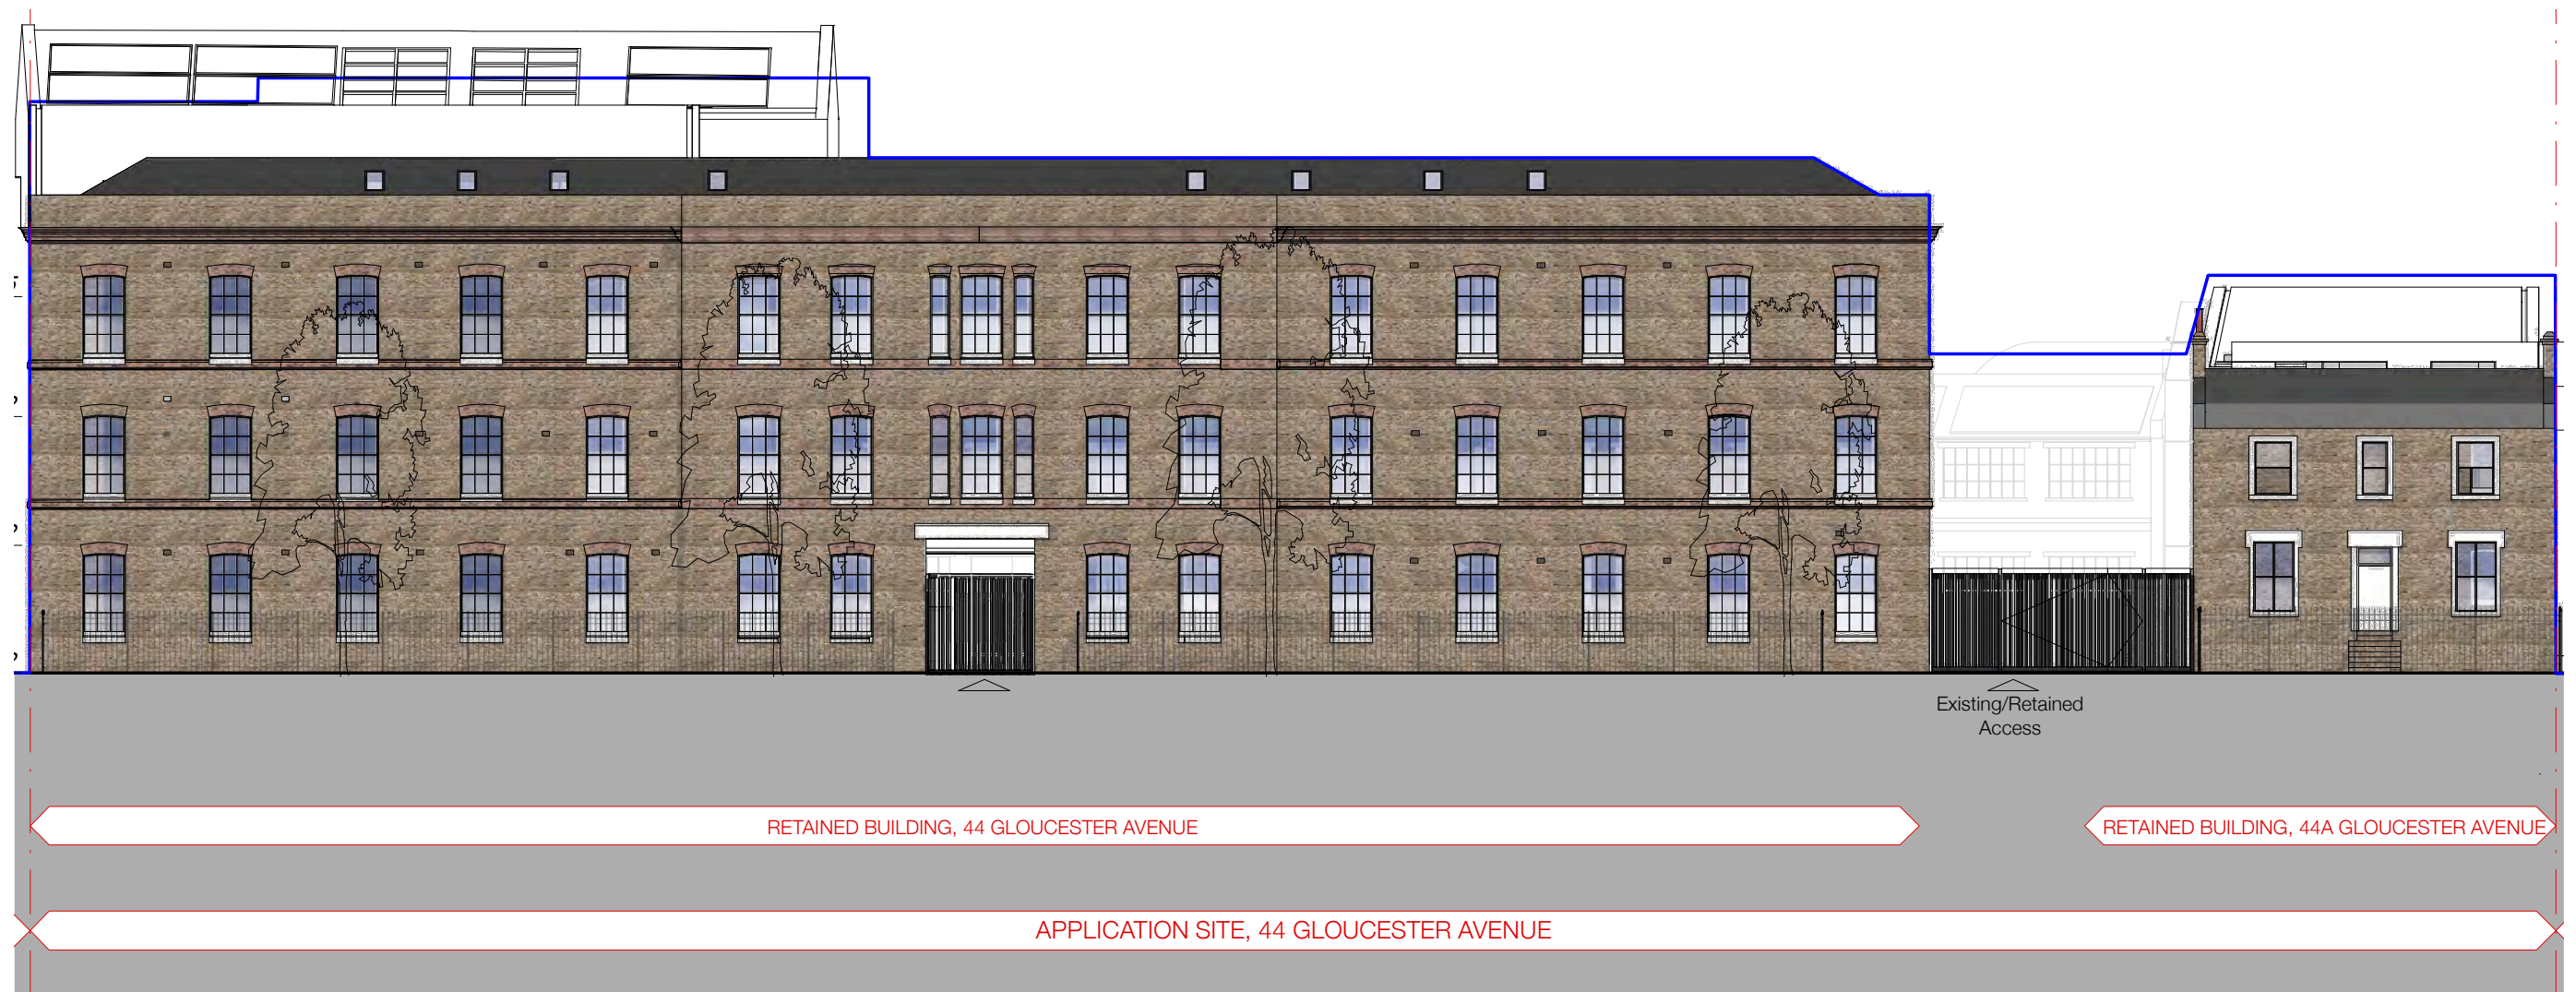 Existing/Retained
Access
RETAINED BUILDING, 44 GLOUCESTER AVENUE
RETAINED BUILDING, 44A GLOUCESTER AVENUE
APPLICATION SITE, 44 GLOUCESTER AVENUE